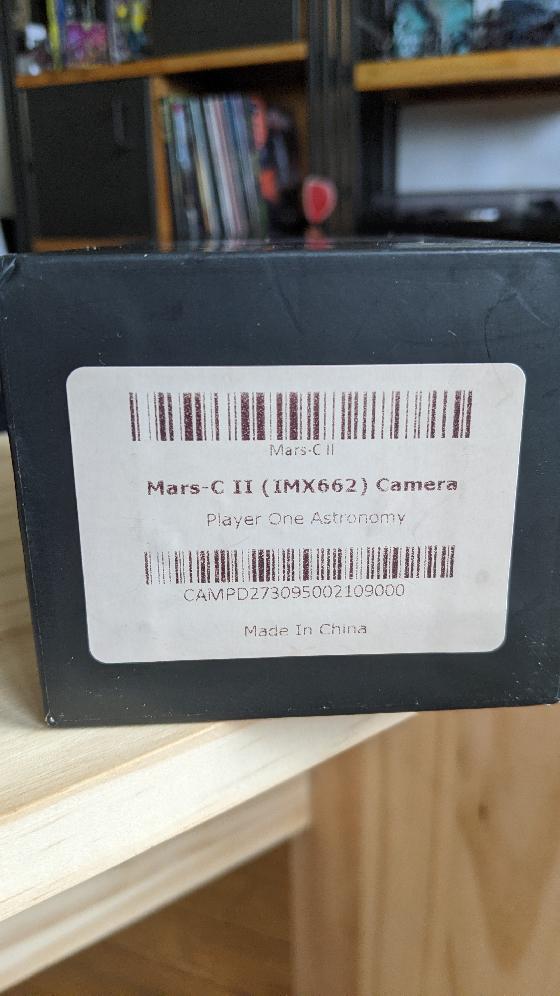 Mars-C II
Mars-C II (IMX662) Camera
Player One Astronomy
CAMPD273095002109000
Made In China